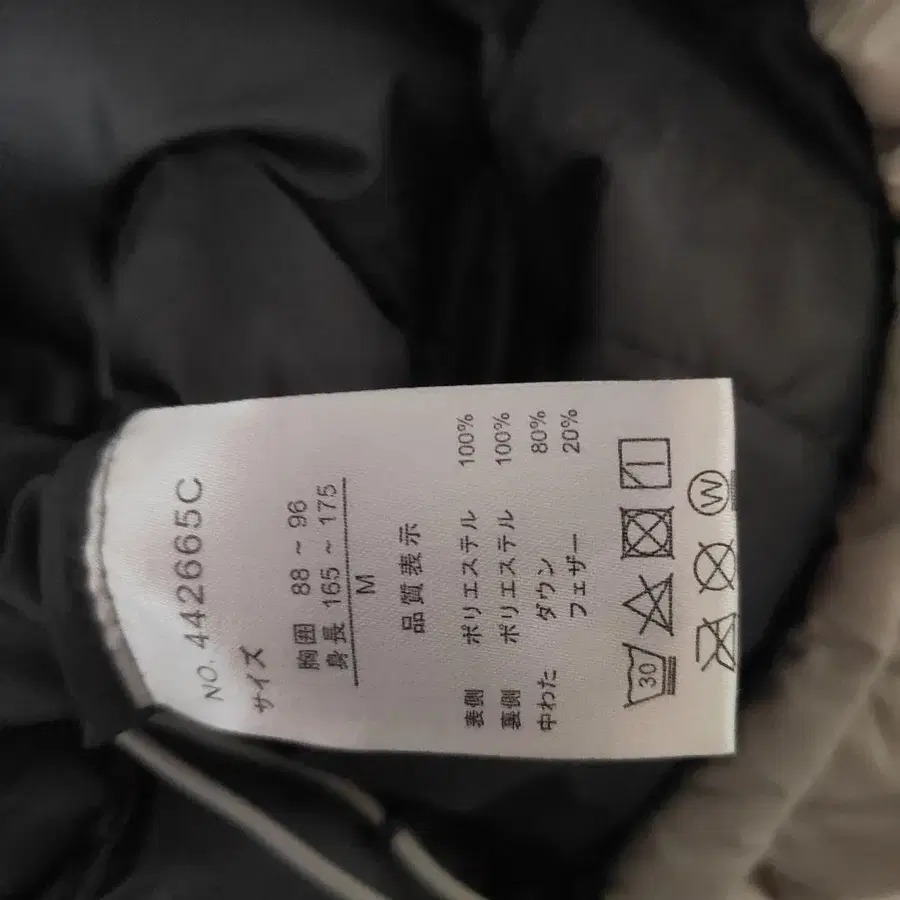 NO. 442665C
サイズ
胸囲 88 ~ 96
身長 165 ~ 175
M
品質表示
表側 ポリエステル 100%
裏側 ポリエステル 100%
中わた ダウン 80%
フェザー 20%
30
W